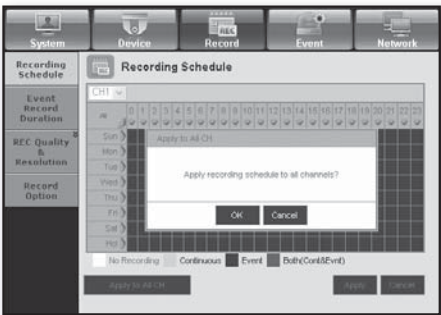 System Device Record Event Network
Recording Schedule
Recording Schedule
Event Record Duration
REC Quality & Resolution
Record Option
CH1
All
0 1 2 3 4 5 6 7 8 9 10 11 12 13 14 15 16 17 18 19 20 21 22 23
Sun
Mon
Tue
Wed
Thu
Fri
Sat
Hol
Apply to All CH
Apply recording schedule to all channels?
OK Cancel
No Recording Continuous Event Both(Cont&Evnt)
Apply to All CH Apply Cancel